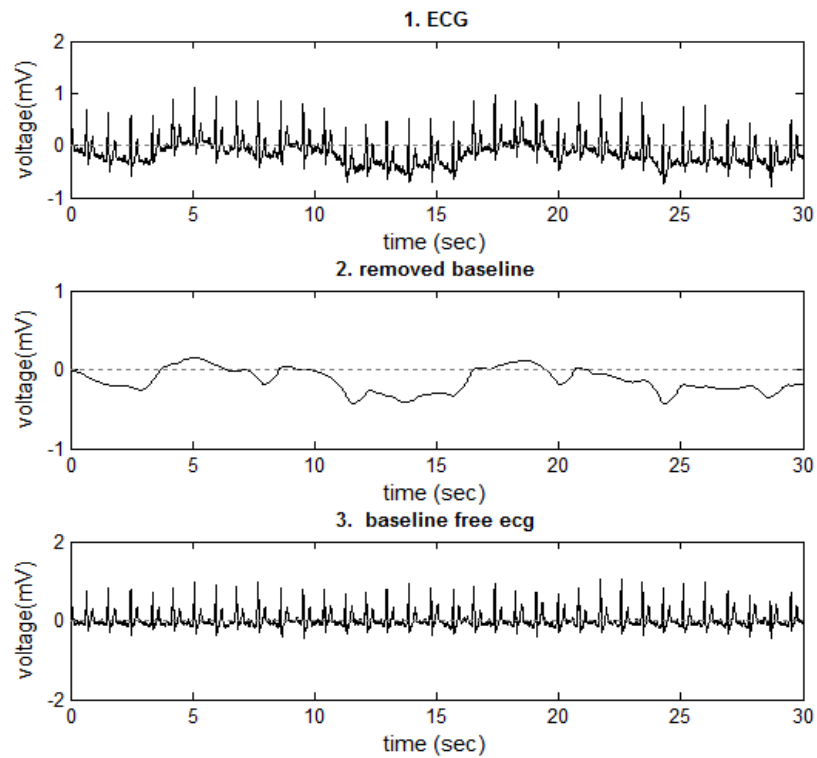 1. ECG
2
1
0
-1
voltage(mV)
0 5 10 15 20 25 30
time (sec)
2. removed baseline
1
0
-1
voltage(mV)
0 5 10 15 20 25 30
time (sec)
3. baseline free ecg
2
0
-2
voltage(mV)
0 5 10 15 20 25 30
time (sec)